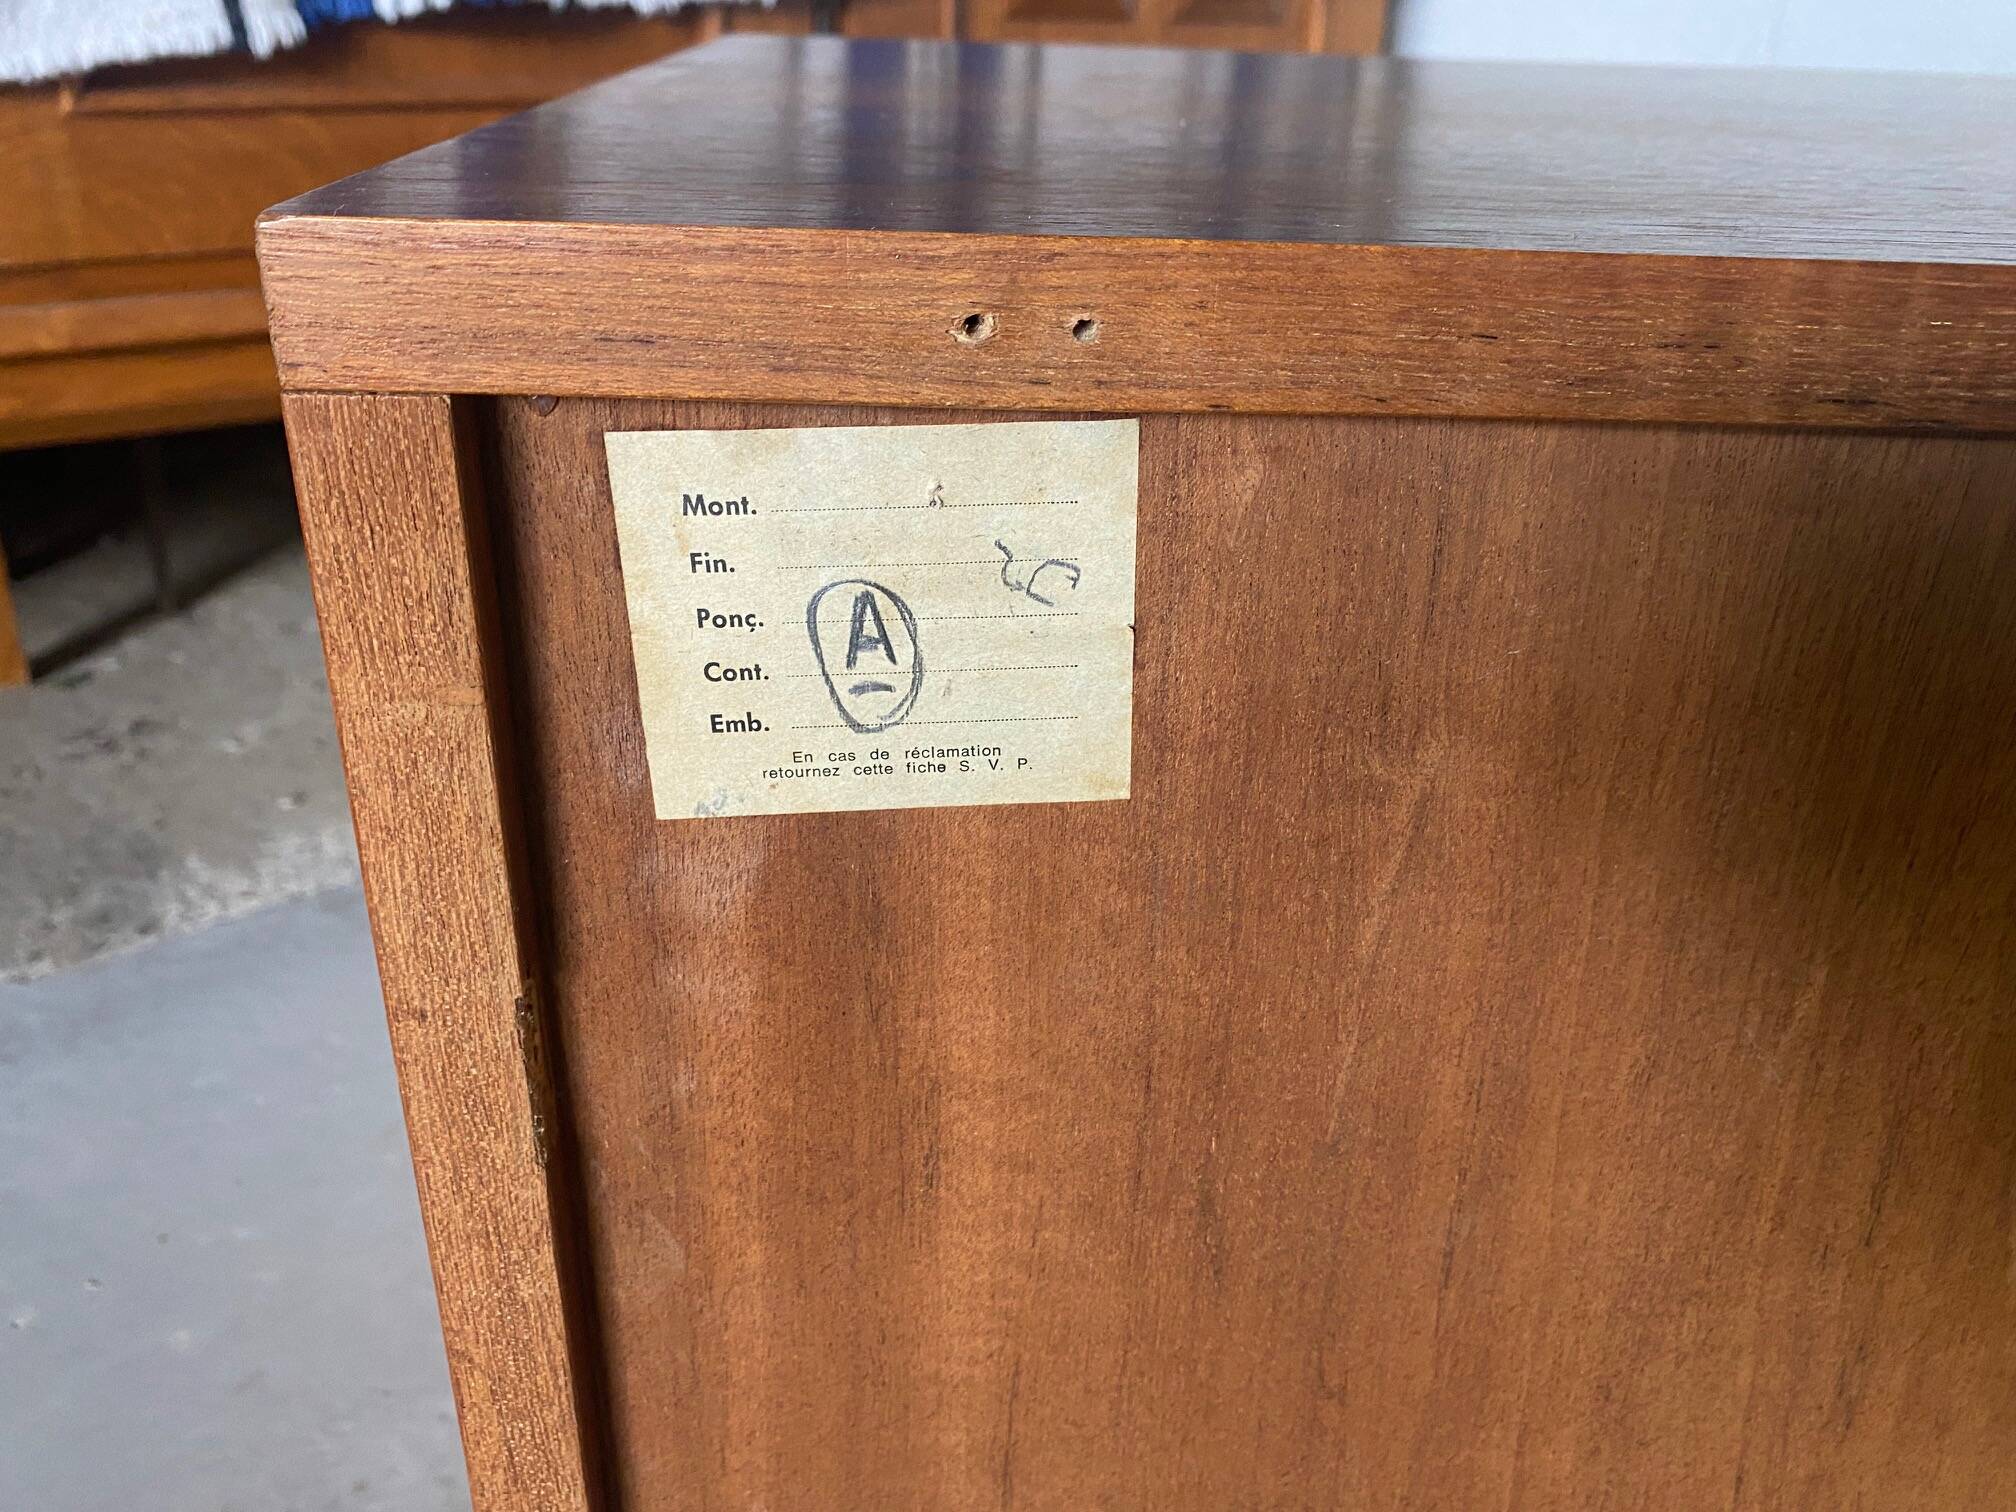 Mont.
Fin.
Ponç.
A
Cont.
Emb.
En cas de réclamation
retournez cette fiche S. V. P.